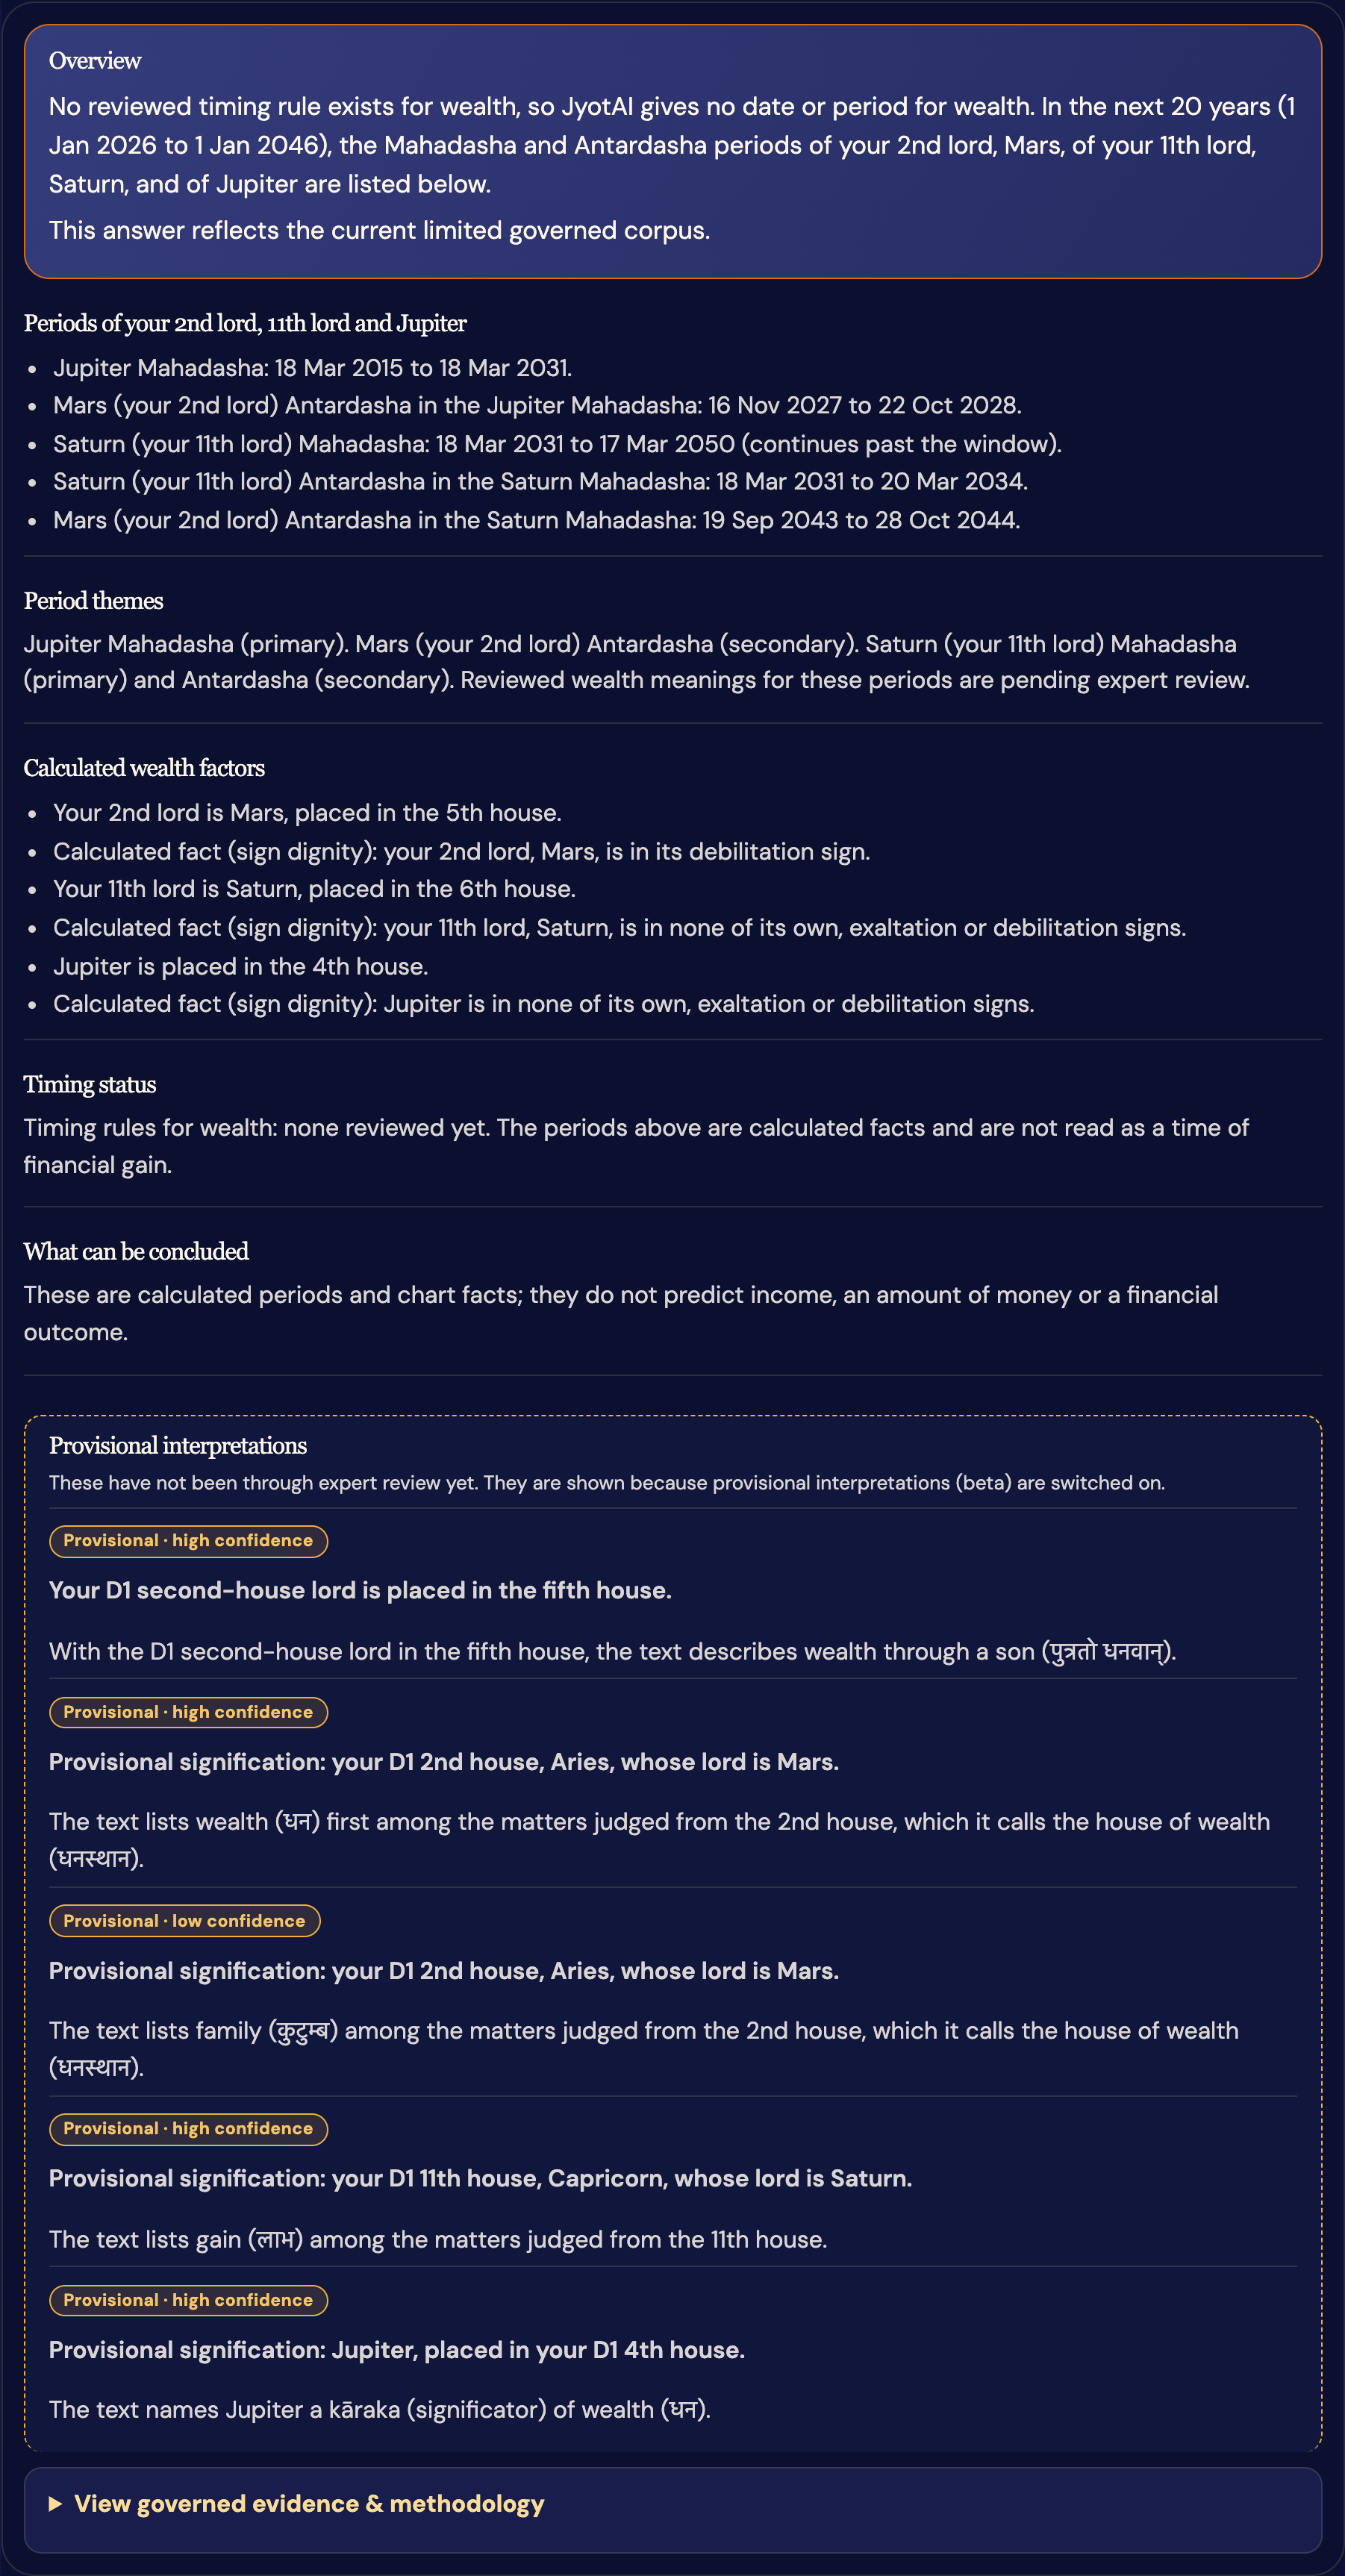 Overview
No reviewed timing rule exists for wealth, so JyotAI gives no date or period for wealth. In the next 20 years (1
Jan 2026 to 1 Jan 2046), the Mahadasha and Antardasha periods of your 2nd lord, Mars, of your 11th lord,
Saturn, and of Jupiter are listed below.
This answer reflects the current limited governed corpus.
Periods of your 2nd lord, 11th lord and Jupiter
• Jupiter Mahadasha: 18 Mar 2015 to 18 Mar 2031.
• Mars (your 2nd lord) Antardasha in the Jupiter Mahadasha: 16 Nov 2027 to 22 Oct 2028.
• Saturn (your 11th lord) Mahadasha: 18 Mar 2031 to 17 Mar 2050 (continues past the window).
• Saturn (your 11th lord) Antardasha in the Saturn Mahadasha: 18 Mar 2031 to 20 Mar 2034.
• Mars (your 2nd lord) Antardasha in the Saturn Mahadasha: 19 Sep 2043 to 28 Oct 2044.
Period themes
Jupiter Mahadasha (primary). Mars (your 2nd lord) Antardasha (secondary). Saturn (your 11th lord) Mahadasha
(primary) and Antardasha (secondary). Reviewed wealth meanings for these periods are pending expert review.
Calculated wealth factors
• Your 2nd lord is Mars, placed in the 5th house.
• Calculated fact (sign dignity): your 2nd lord, Mars, is in its debilitation sign.
• Your 11th lord is Saturn, placed in the 6th house.
• Calculated fact (sign dignity): your 11th lord, Saturn, is in none of its own, exaltation or debilitation signs.
• Jupiter is placed in the 4th house.
• Calculated fact (sign dignity): Jupiter is in none of its own, exaltation or debilitation signs.
Timing status
Timing rules for wealth: none reviewed yet. The periods above are calculated facts and are not read as a time of
financial gain.
What can be concluded
These are calculated periods and chart facts; they do not predict income, an amount of money or a financial
outcome.
Provisional interpretations
These have not been through expert review yet. They are shown because provisional interpretations (beta) are switched on.
Provisional · high confidence
Your D1 second-house lord is placed in the fifth house.
With the D1 second-house lord in the fifth house, the text describes wealth through a son (पुत्रतो धनवान्).
Provisional · high confidence
Provisional signification: your D1 2nd house, Aries, whose lord is Mars.
The text lists wealth (धन) first among the matters judged from the 2nd house, which it calls the house of wealth
(धनस्थान).
Provisional · low confidence
Provisional signification: your D1 2nd house, Aries, whose lord is Mars.
The text lists family (कुटुम्ब) among the matters judged from the 2nd house, which it calls the house of wealth
(धनस्थान).
Provisional · high confidence
Provisional signification: your D1 11th house, Capricorn, whose lord is Saturn.
The text lists gain (लाभ) among the matters judged from the 11th house.
Provisional · high confidence
Provisional signification: Jupiter, placed in your D1 4th house.
The text names Jupiter a kāraka (significator) of wealth (धन).
▶ View governed evidence & methodology